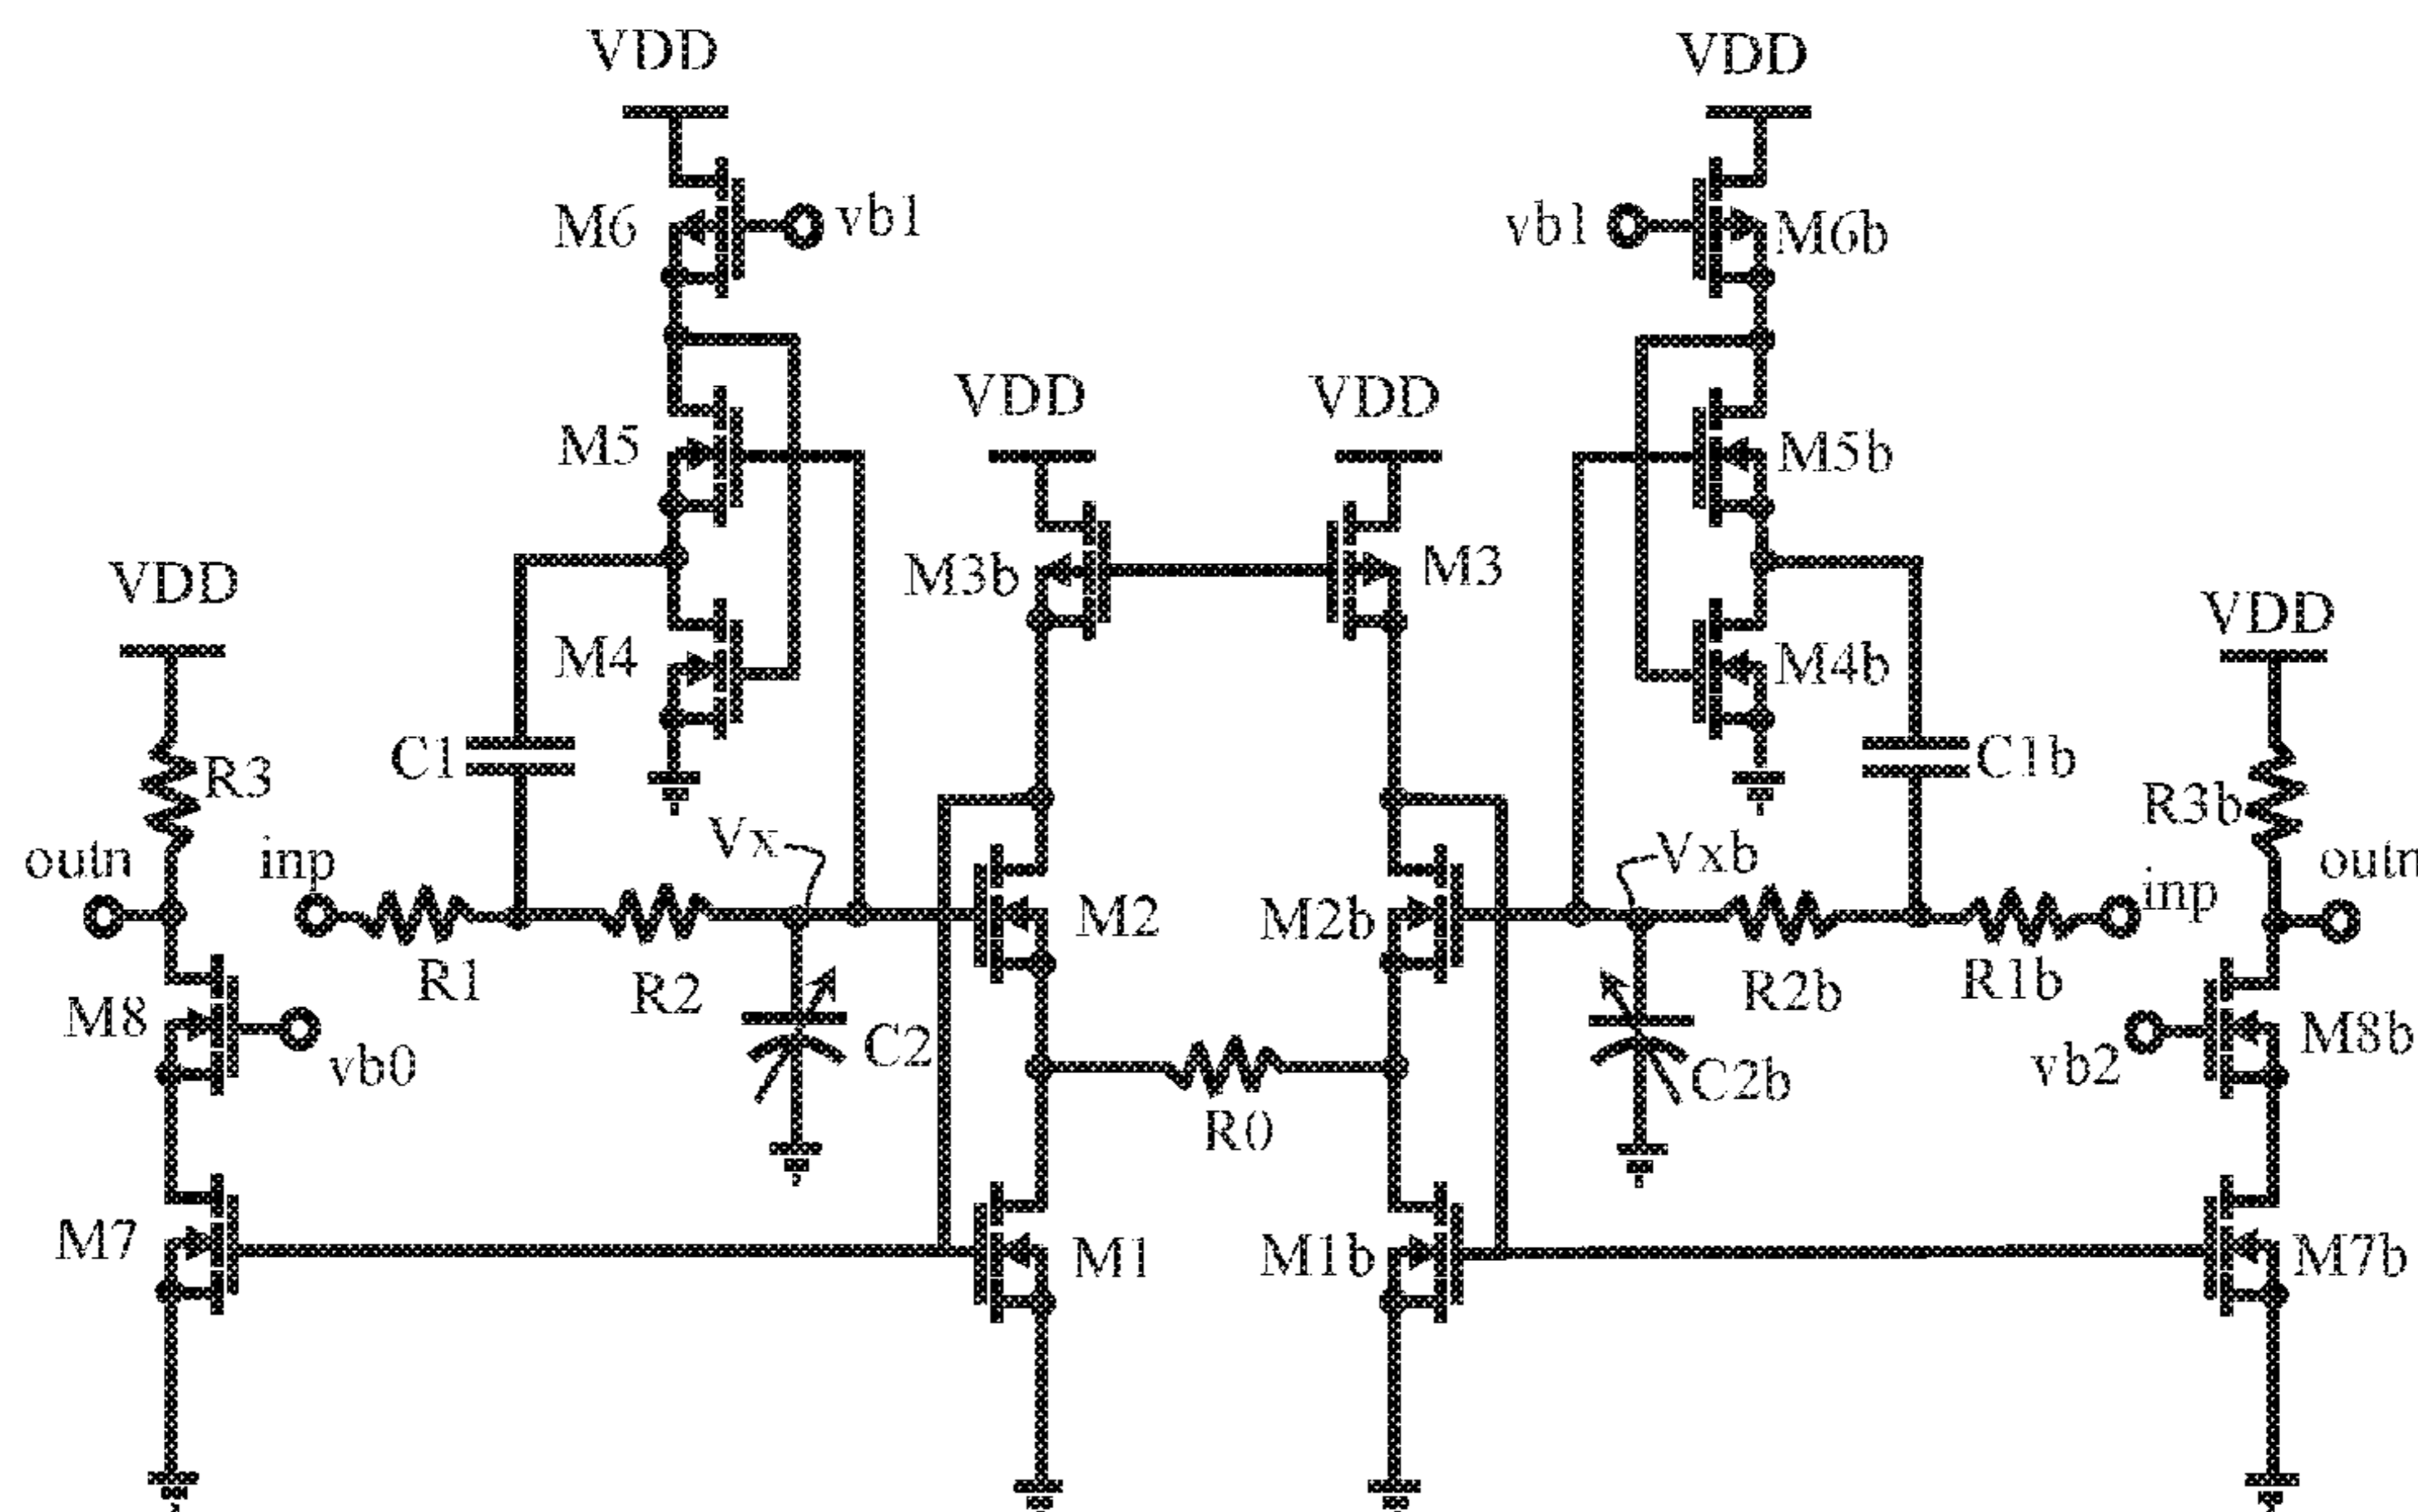 VDD VDD
M6 vb1 vb1 M6b
VDD VDD
M5 M5b
M3b M3
VDD VDD
M4 M4b
C1 C1b
R3 R3b
Vx Vxb
outn inp inp outn
M2 M2b
R1 R2 R2b R1b
M8 vb0 C2 C2b vb2 M8b
R0
M7 M1 M1b M7b